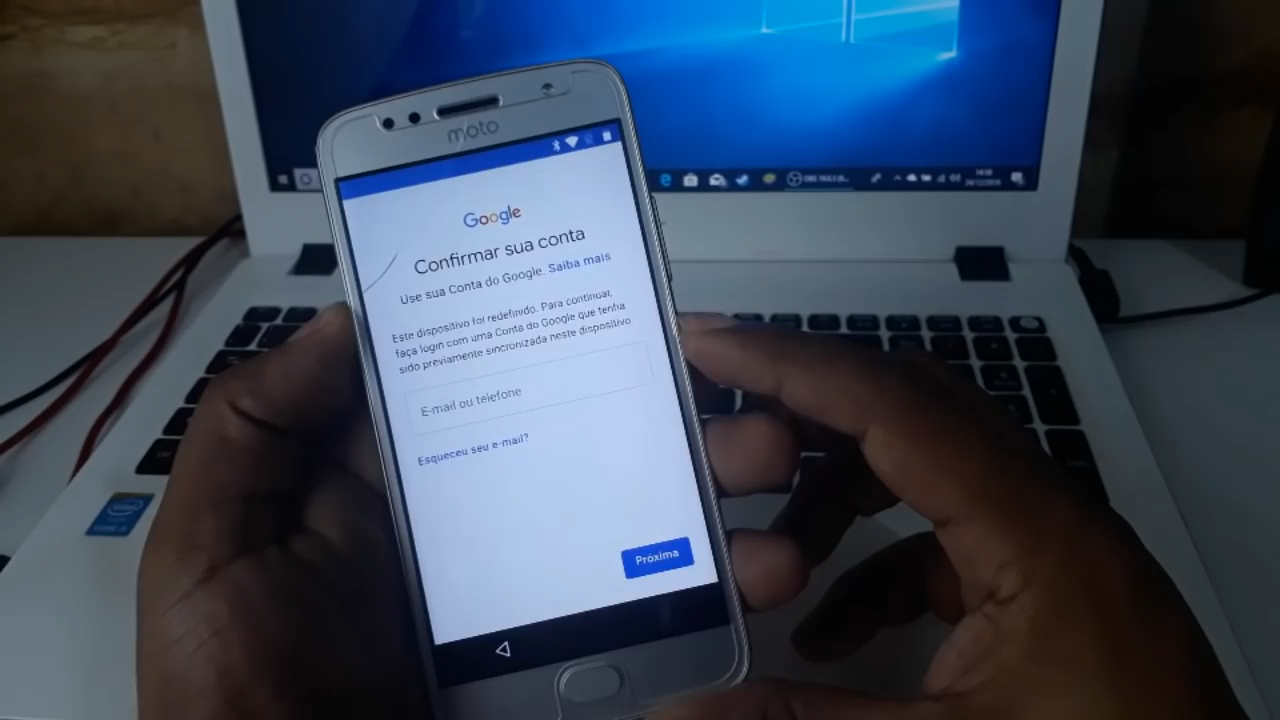 moto
Google
Confirmar sua conta
Use sua Conta do Google. Saiba mais
Este dispositivo foi redefinido. Para continuar,
faça login com uma Conta do Google que tenha
sido previamente sincronizada neste dispositivo
E-mail ou telefone
Esqueceu seu e-mail?
Próxima